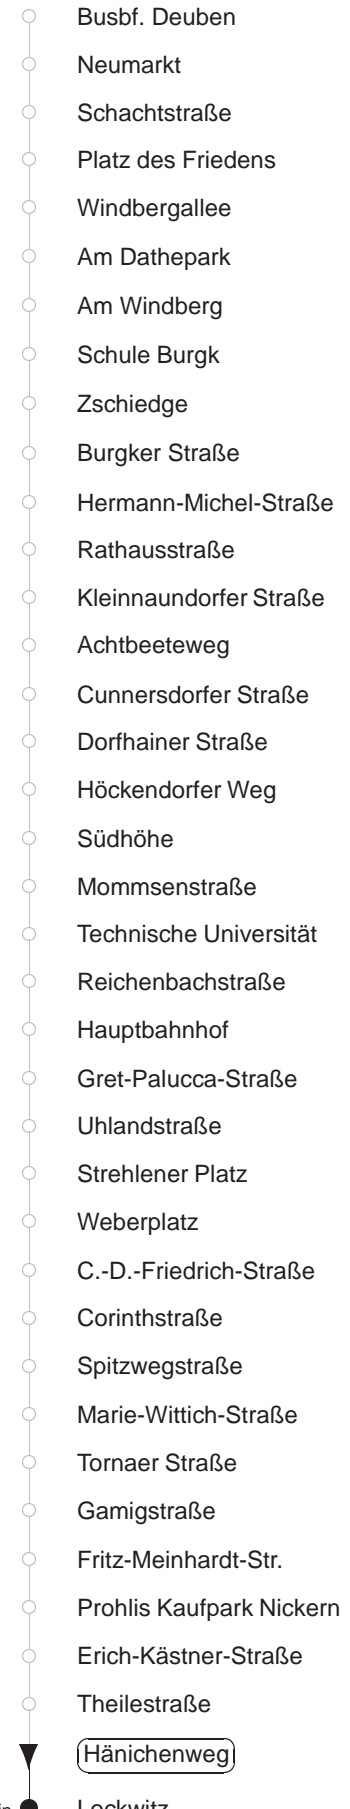 Busbf. Deuben
Neumarkt
Schachtstraße
Platz des Friedens
Windbergallee
Am Dathepark
Am Windberg
Schule Burgk
Zschiedge
Burgker Straße
Hermann-Michel-Straße
Rathausstraße
Kleinnaundorfer Straße
Achtbeeteweg
Cunnersdorfer Straße
Dorfhainer Straße
Höckendorfer Weg
Südhöhe
Mommsenstraße
Technische Universität
Reichenbachstraße
Hauptbahnhof
Gret-Palucca-Straße
Uhlandstraße
Strehlener Platz
Weberplatz
C.-D.-Friedrich-Straße
Corinthstraße
Spitzwegstraße
Marie-Wittich-Straße
Tornaer Straße
Gamigstraße
Fritz-Meinhardt-Str.
Prohlis Kaufpark Nickern
Erich-Kästner-Straße
Theilestraße
Hänichenweg
Lockwitz